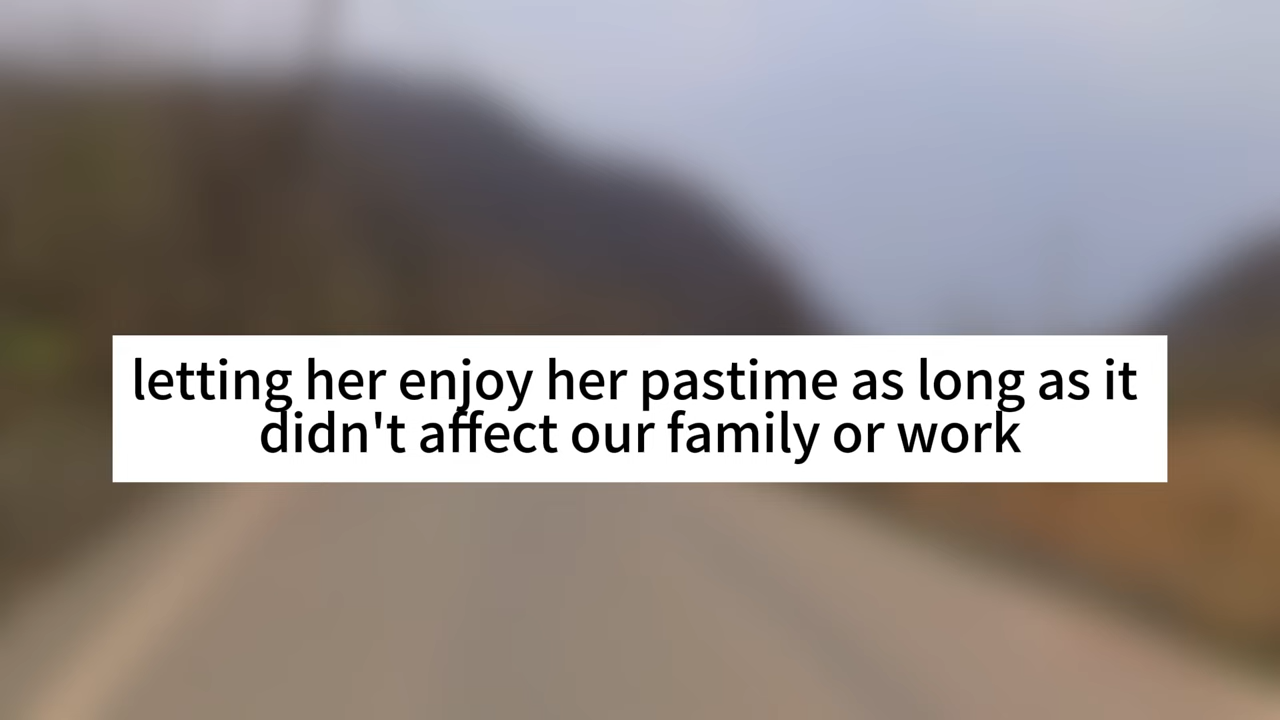 letting her enjoy her pastime as long as it
didn't affect our family or work